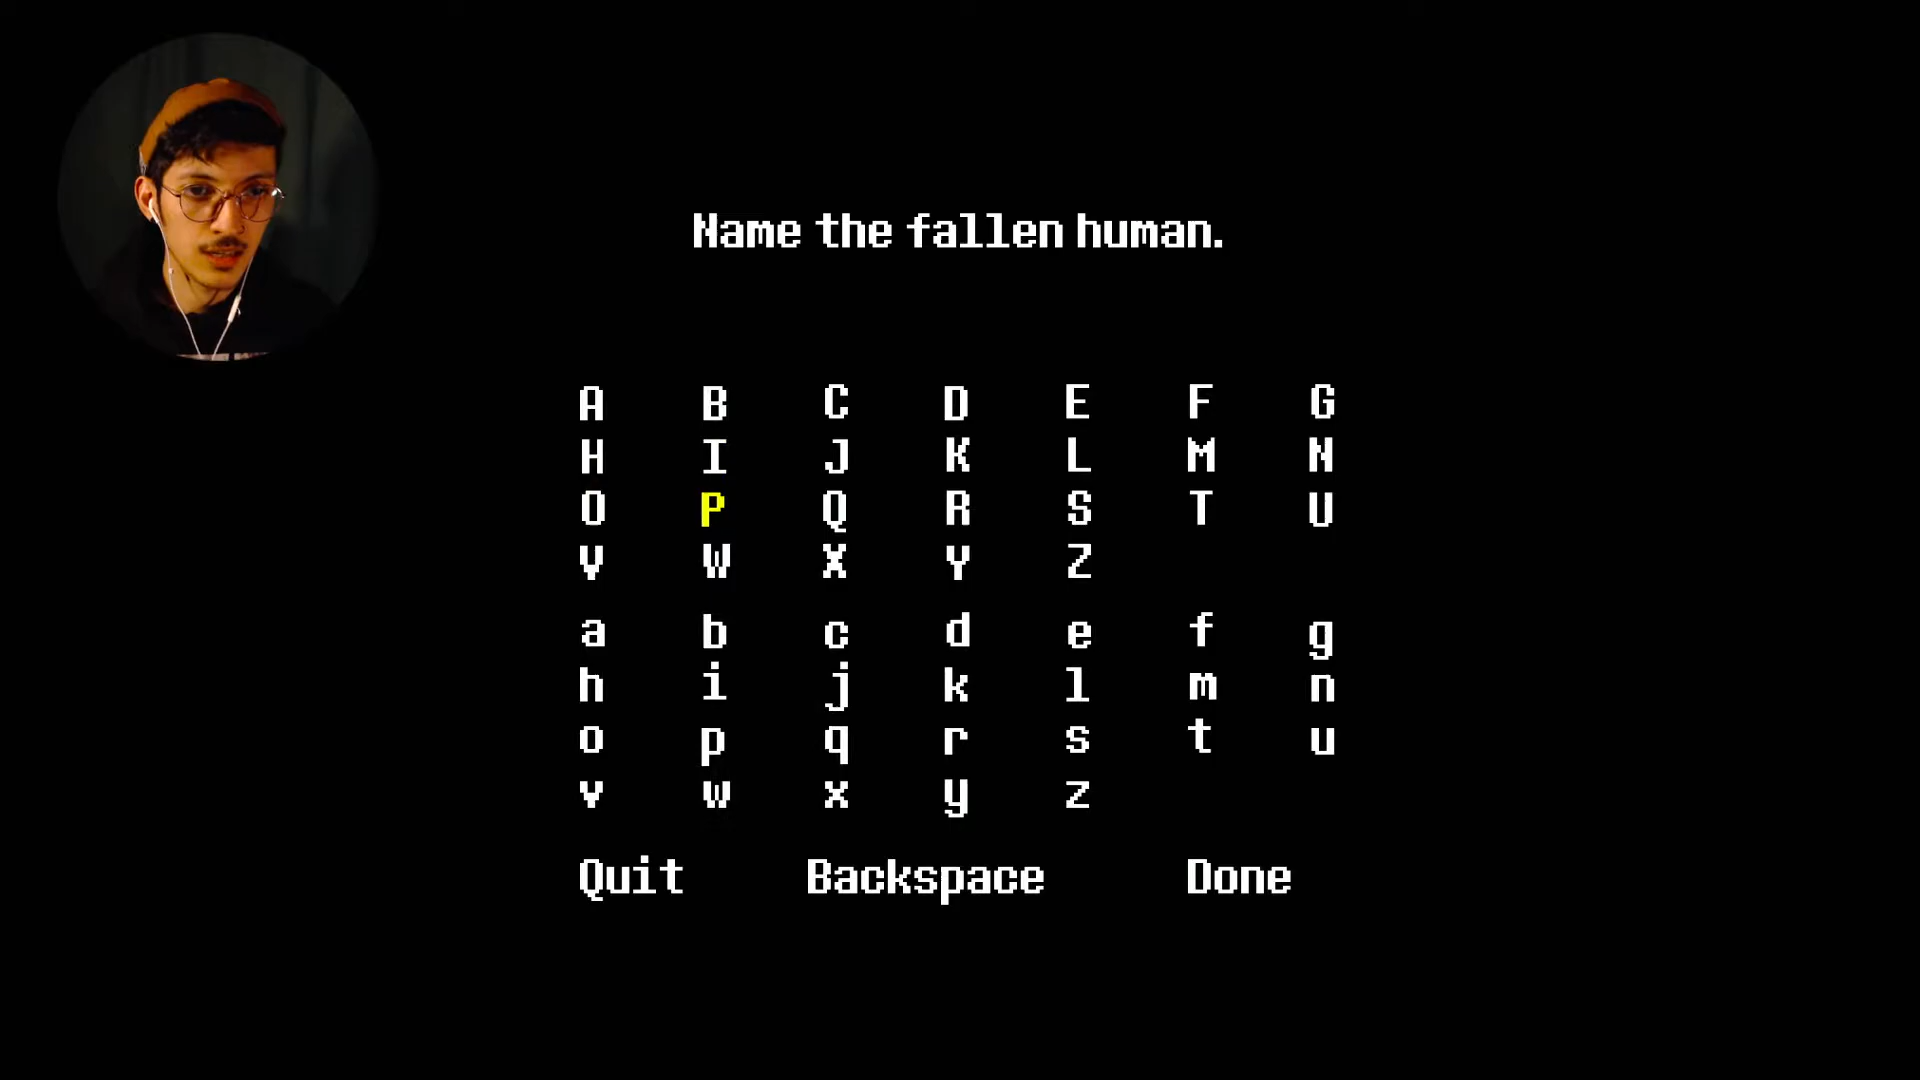 Name the fallen human.
A B C D E F G
H I J K L M N
O P Q R S T U
V W X Y Z
a b c d e f g
h i j k l m n
o p q r s t u
v w x y z
Quit Backspace Done